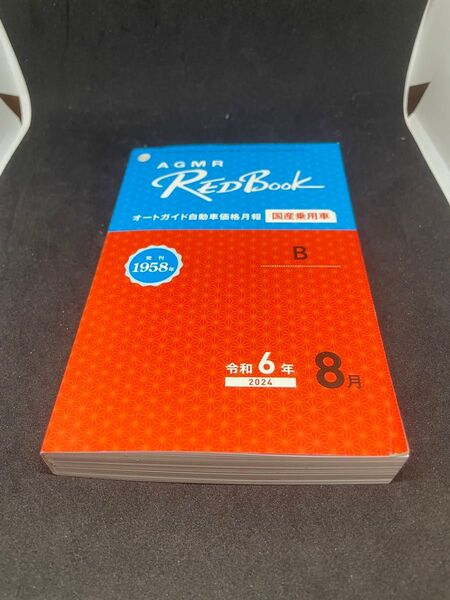 AGMR
REDBOOK
オートガイド自動車価格月報 国産乗用車
発刊
1958年
B
令和6年 8月
2024